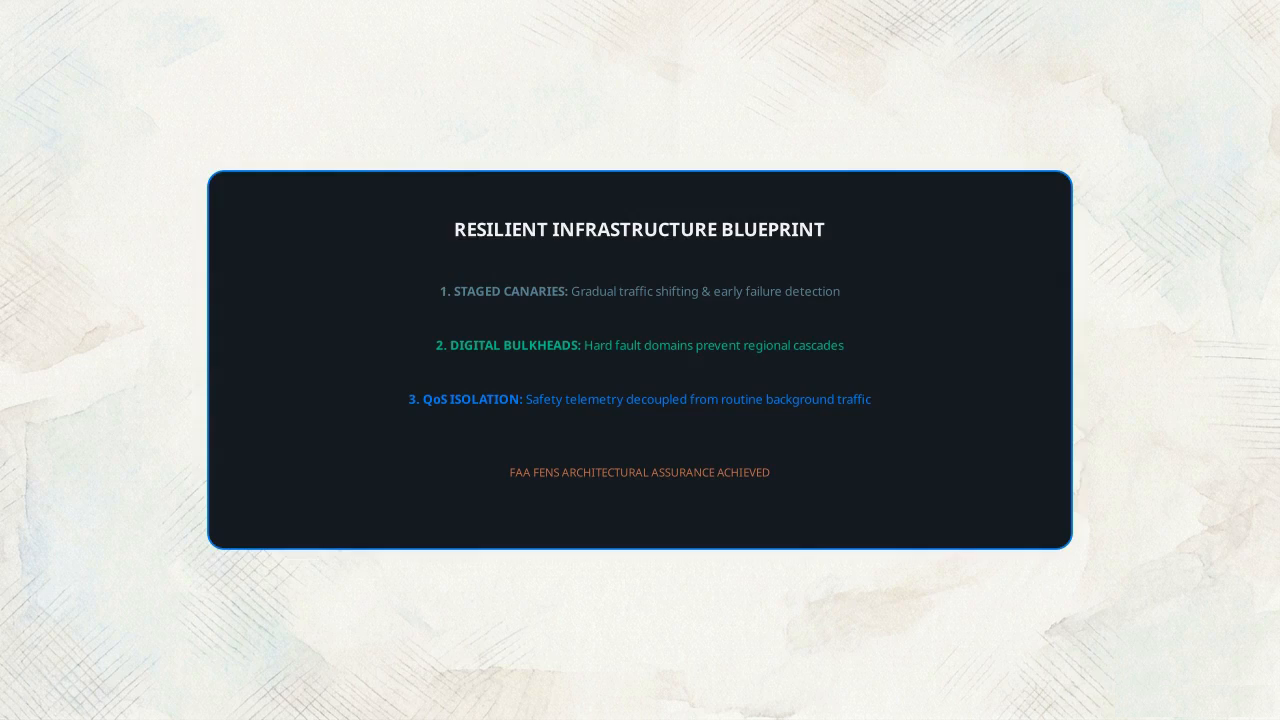 RESILIENT INFRASTRUCTURE BLUEPRINT
1. STAGED CANARIES: Gradual traffic shifting & early failure detection
2. DIGITAL BULKHEADS: Hard fault domains prevent regional cascades
3. QoS ISOLATION: Safety telemetry decoupled from routine background traffic
FAA FENS ARCHITECTURAL ASSURANCE ACHIEVED